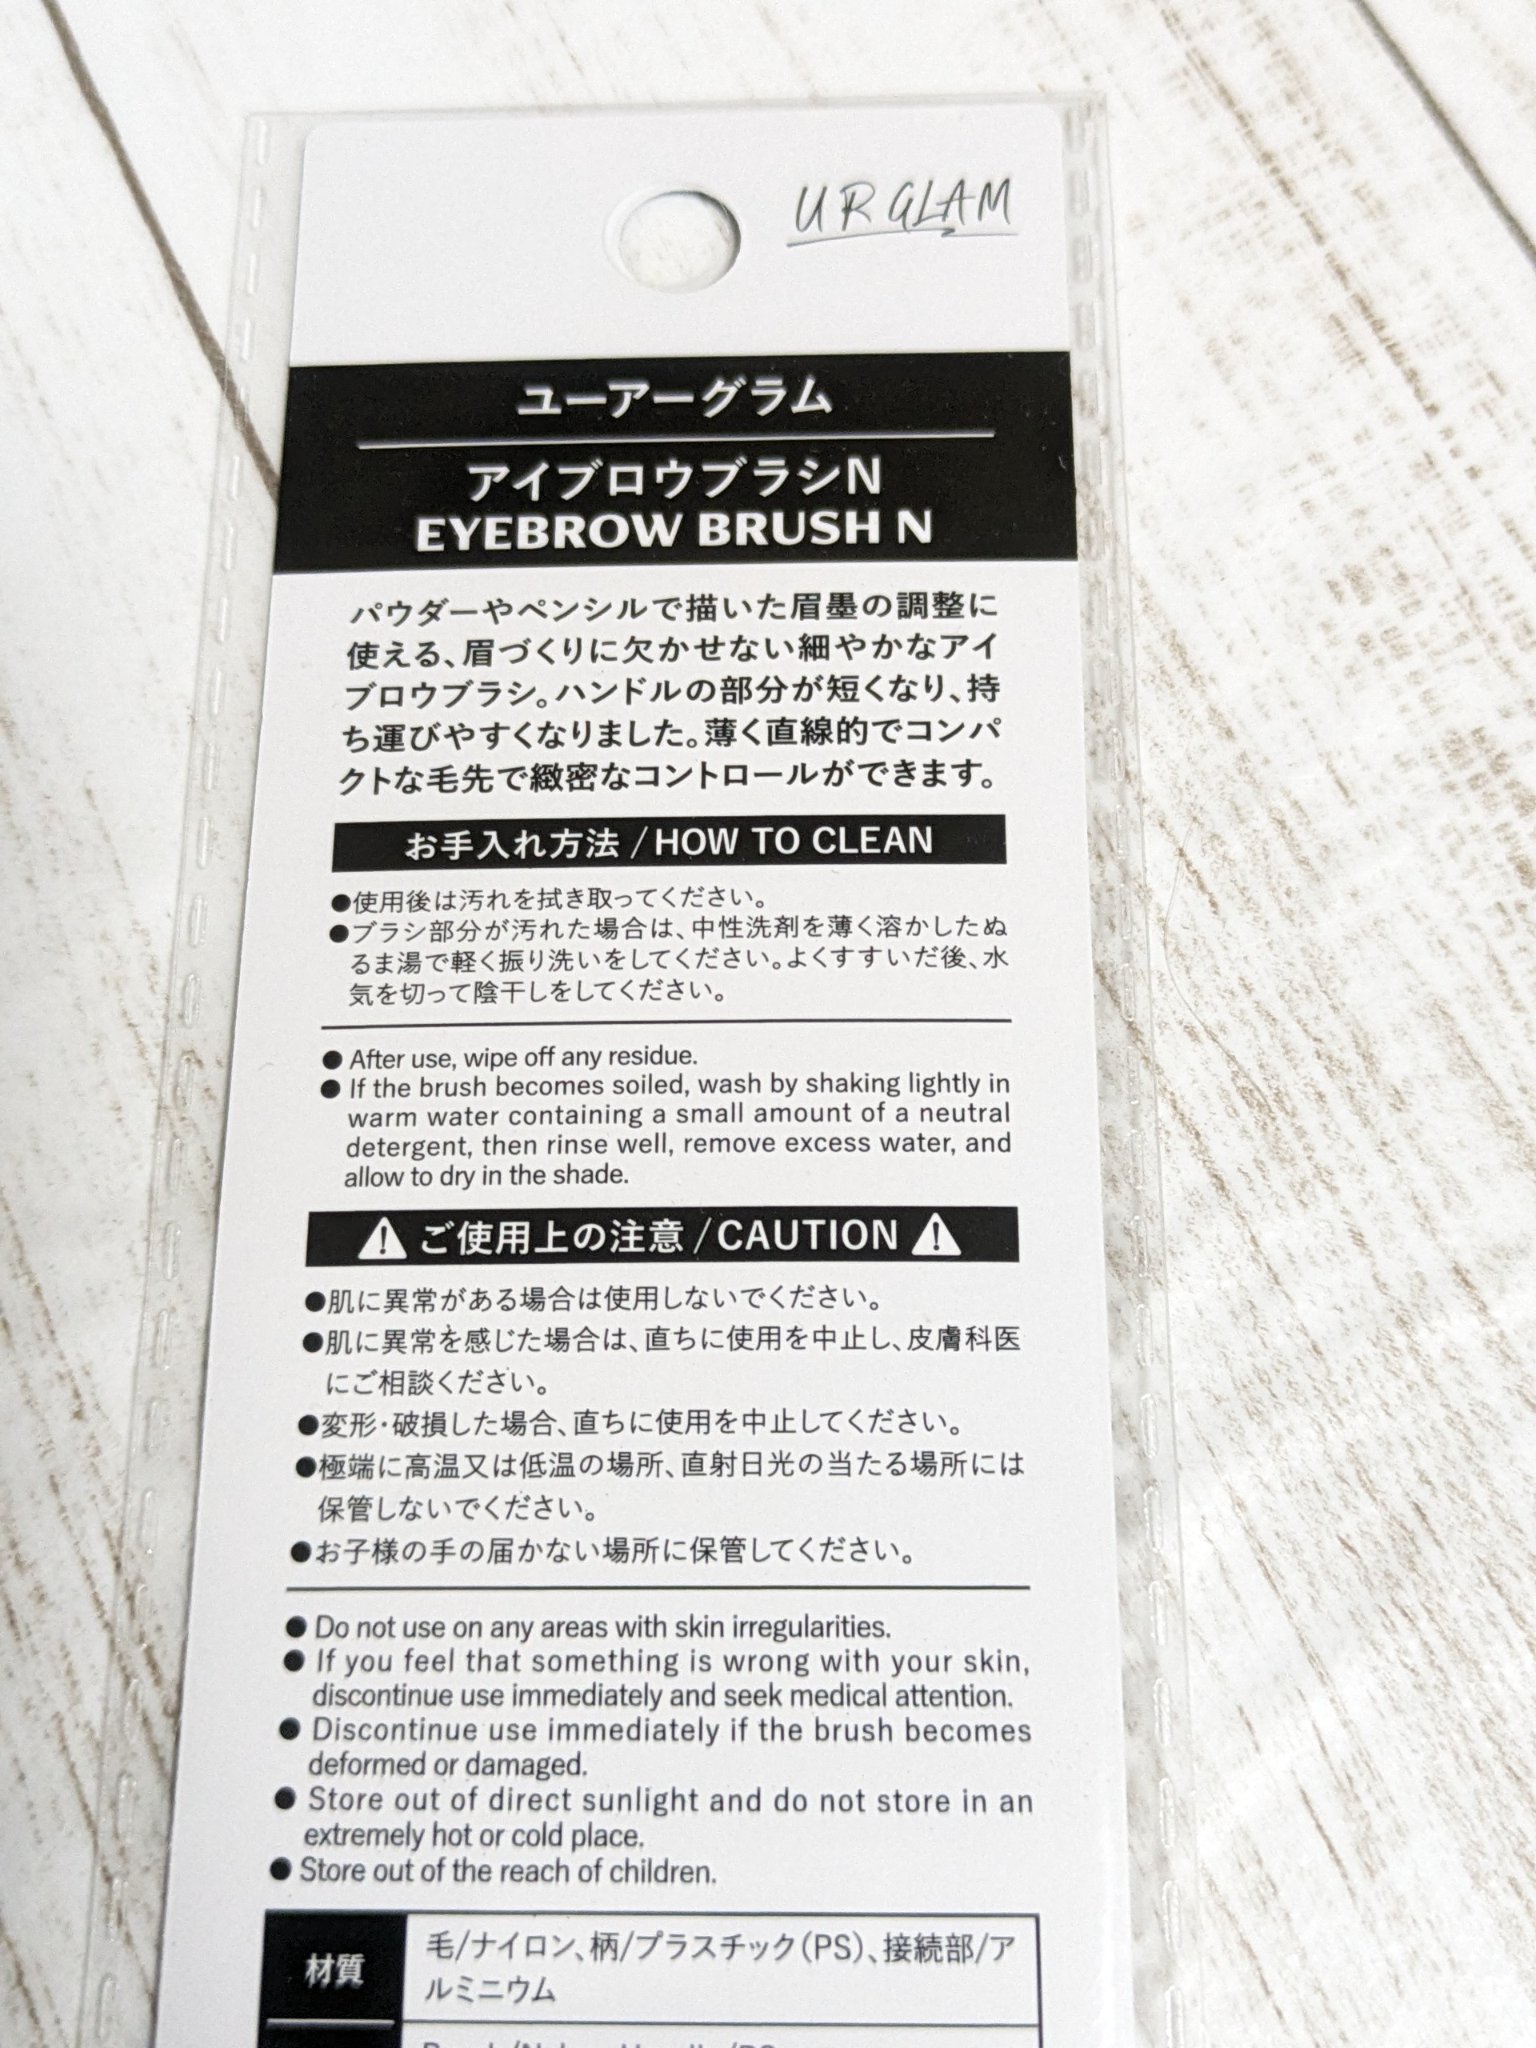 URGLAM
ユーアーグラム
アイブロウブラシN
EYEBROW BRUSH N
パウダーやペンシルで描いた眉墨の調整に
使える、眉づくりに欠かせない細やかなアイ
ブロウブラシ。ハンドルの部分が短くなり、持
ち運びやすくなりました。薄く直線的でコンパ
クトな毛先で緻密なコントロールができます。
お手入れ方法 / HOW TO CLEAN
●使用後は汚れを拭き取ってください。
●ブラシ部分が汚れた場合は、中性洗剤を薄く溶かしたぬ
るま湯で軽く振り洗いをしてください。よくすすいだ後、水
気を切って陰干しをしてください。
● After use, wipe off any residue.
● If the brush becomes soiled, wash by shaking lightly in
warm water containing a small amount of a neutral
detergent, then rinse well, remove excess water, and
allow to dry in the shade.
ご使用上の注意 / CAUTION
●肌に異常がある場合は使用しないでください。
●肌に異常を感じた場合は、直ちに使用を中止し、皮膚科医
にご相談ください。
●変形・破損した場合、直ちに使用を中止してください。
●極端に高温又は低温の場所、直射日光の当たる場所には
保管しないでください。
●お子様の手の届かない場所に保管してください。
● Do not use on any areas with skin irregularities.
● If you feel that something is wrong with your skin,
discontinue use immediately and seek medical attention.
● Discontinue use immediately if the brush becomes
deformed or damaged.
● Store out of direct sunlight and do not store in an
extremely hot or cold place.
● Store out of the reach of children.
材質
毛/ナイロン、柄/プラスチック(PS)、接続部/ア
ルミニウム